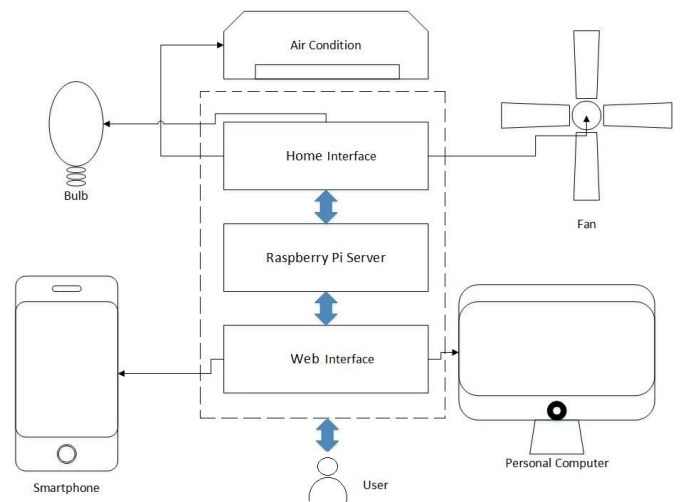 Air Condition
Bulb
Home Interface
Fan
Raspberry Pi Server
Web Interface
Smartphone
User
Personal Computer